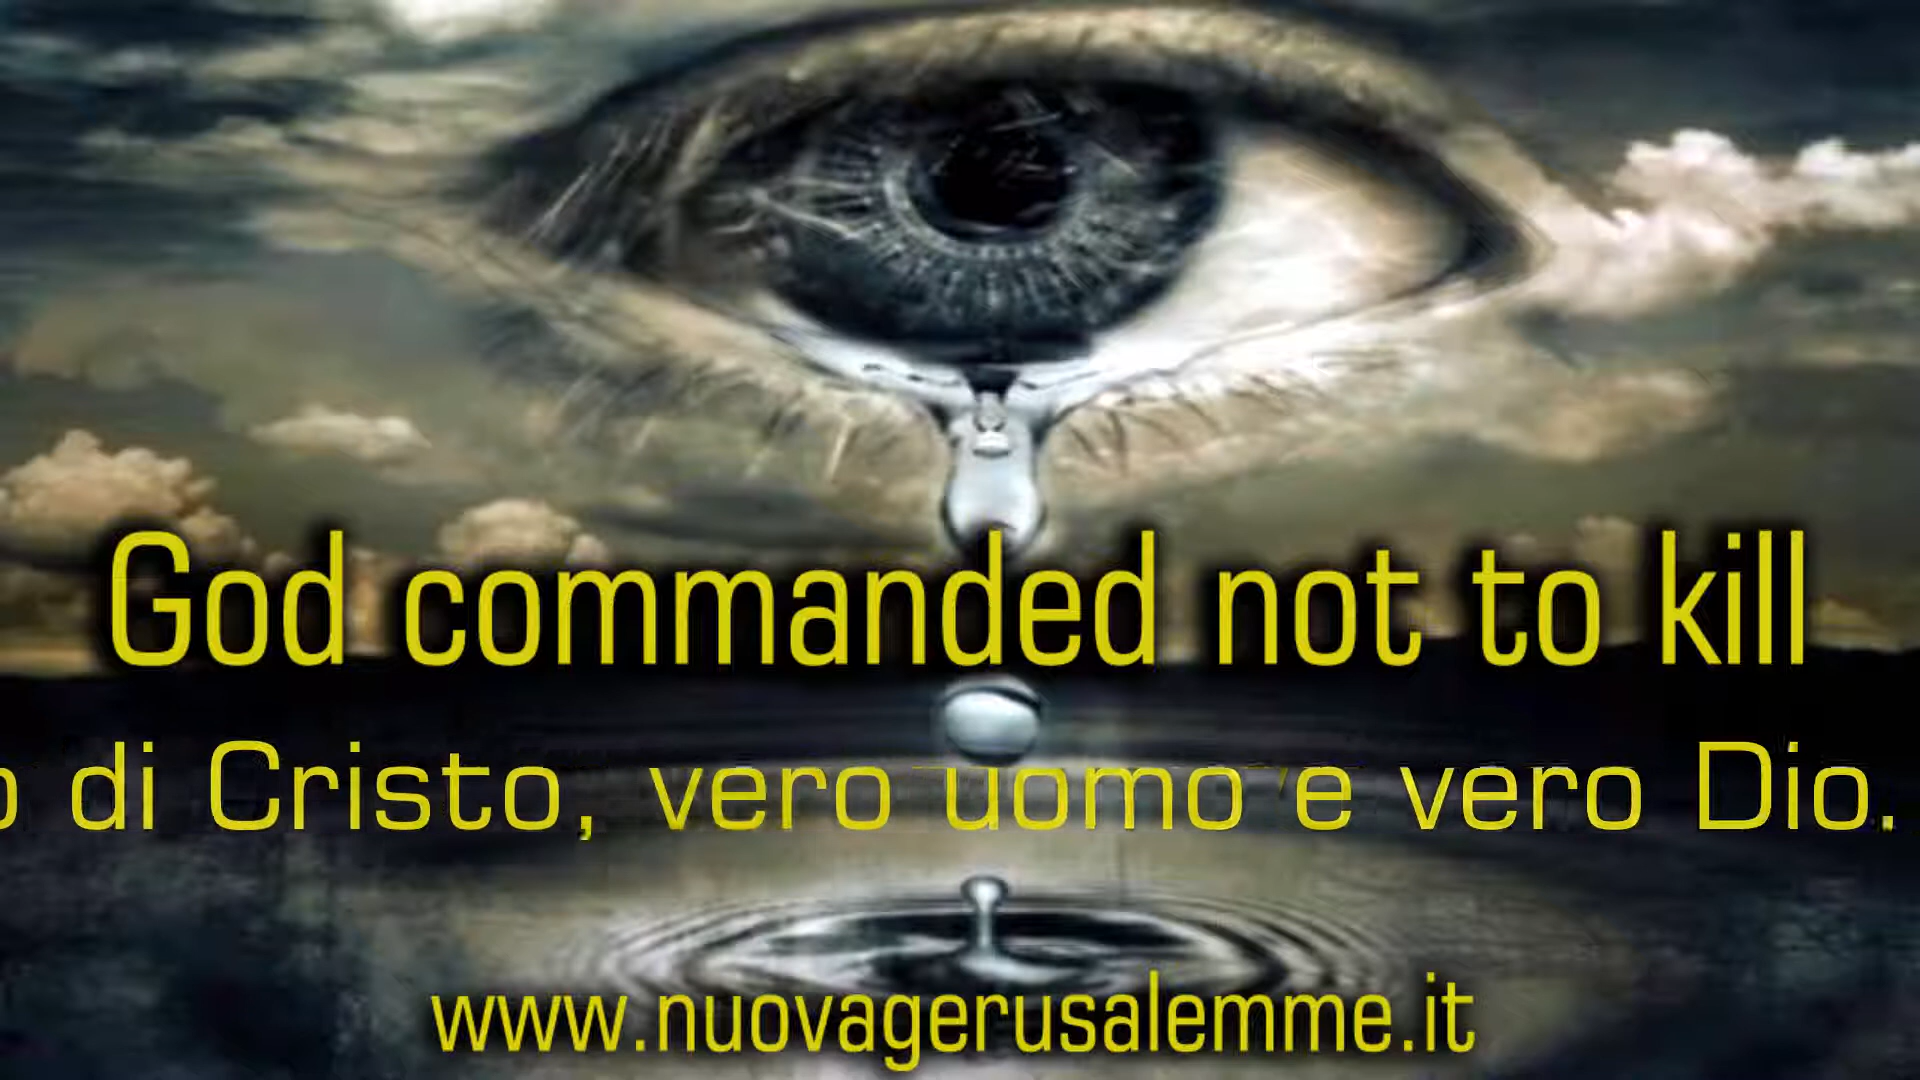 God commanded not to kill
o di Cristo, vero uomo e vero Dio.
www.nuovagerusalemme.it